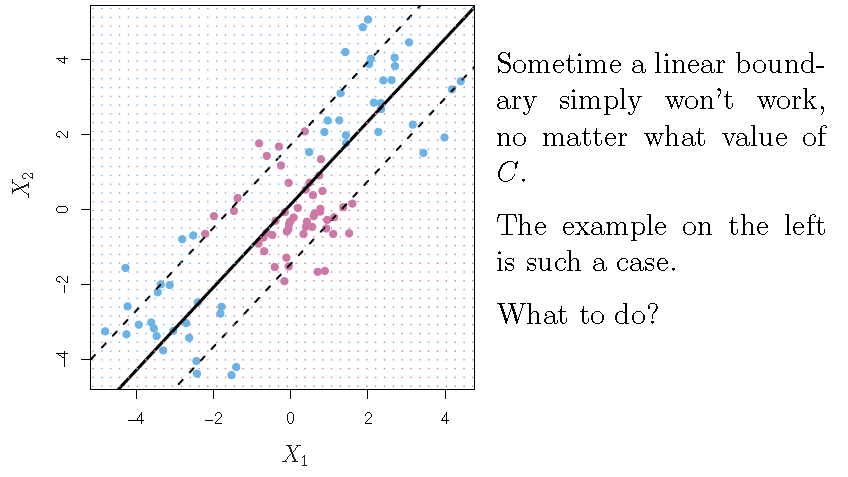 Sometime a linear bound-
ary simply won't work,
no matter what value of
C.
The example on the left
is such a case.
What to do?
4
2
0
−2
−4
X2
−4 −2 0 2 4
X1